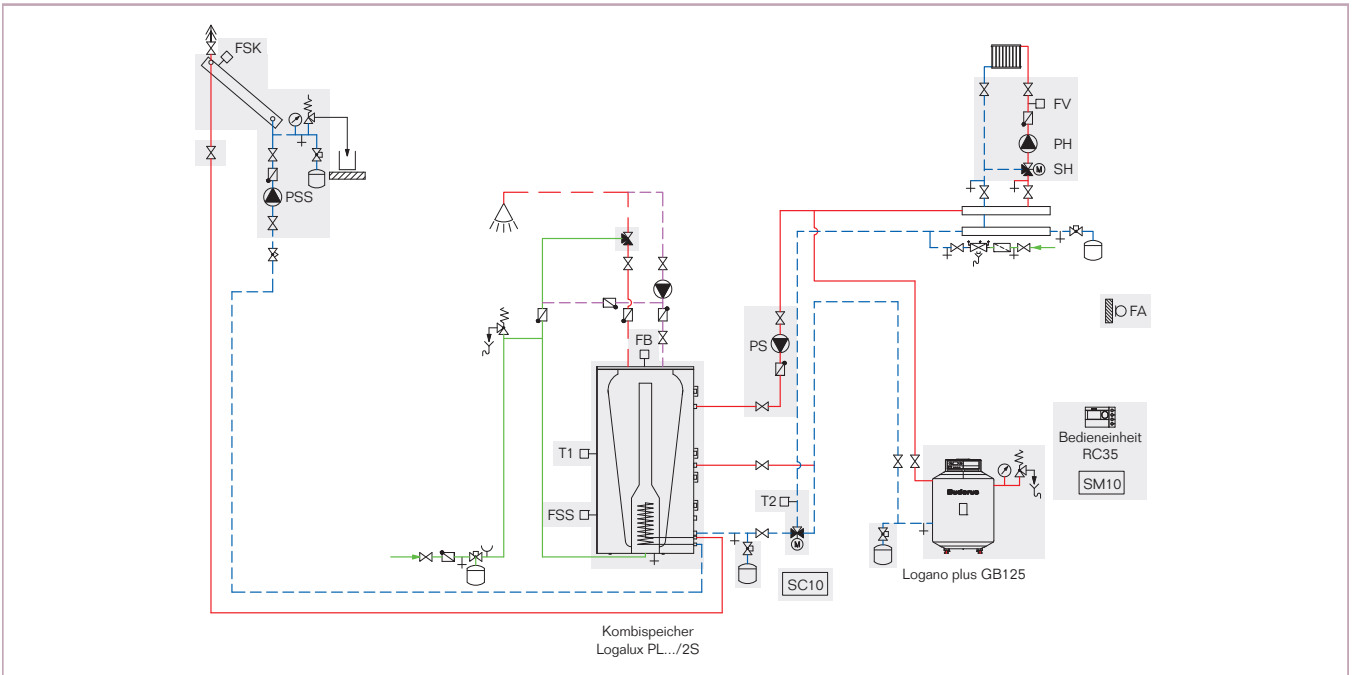 FSK
FV
PH
M
SH
PSS
FB
PS
FA
T1
T2
FSS
M
SC10
Buderus
Bedieneinheit
RC35
SM10
Logano plus GB125
Kombispeicher
Logalux PL.../2S